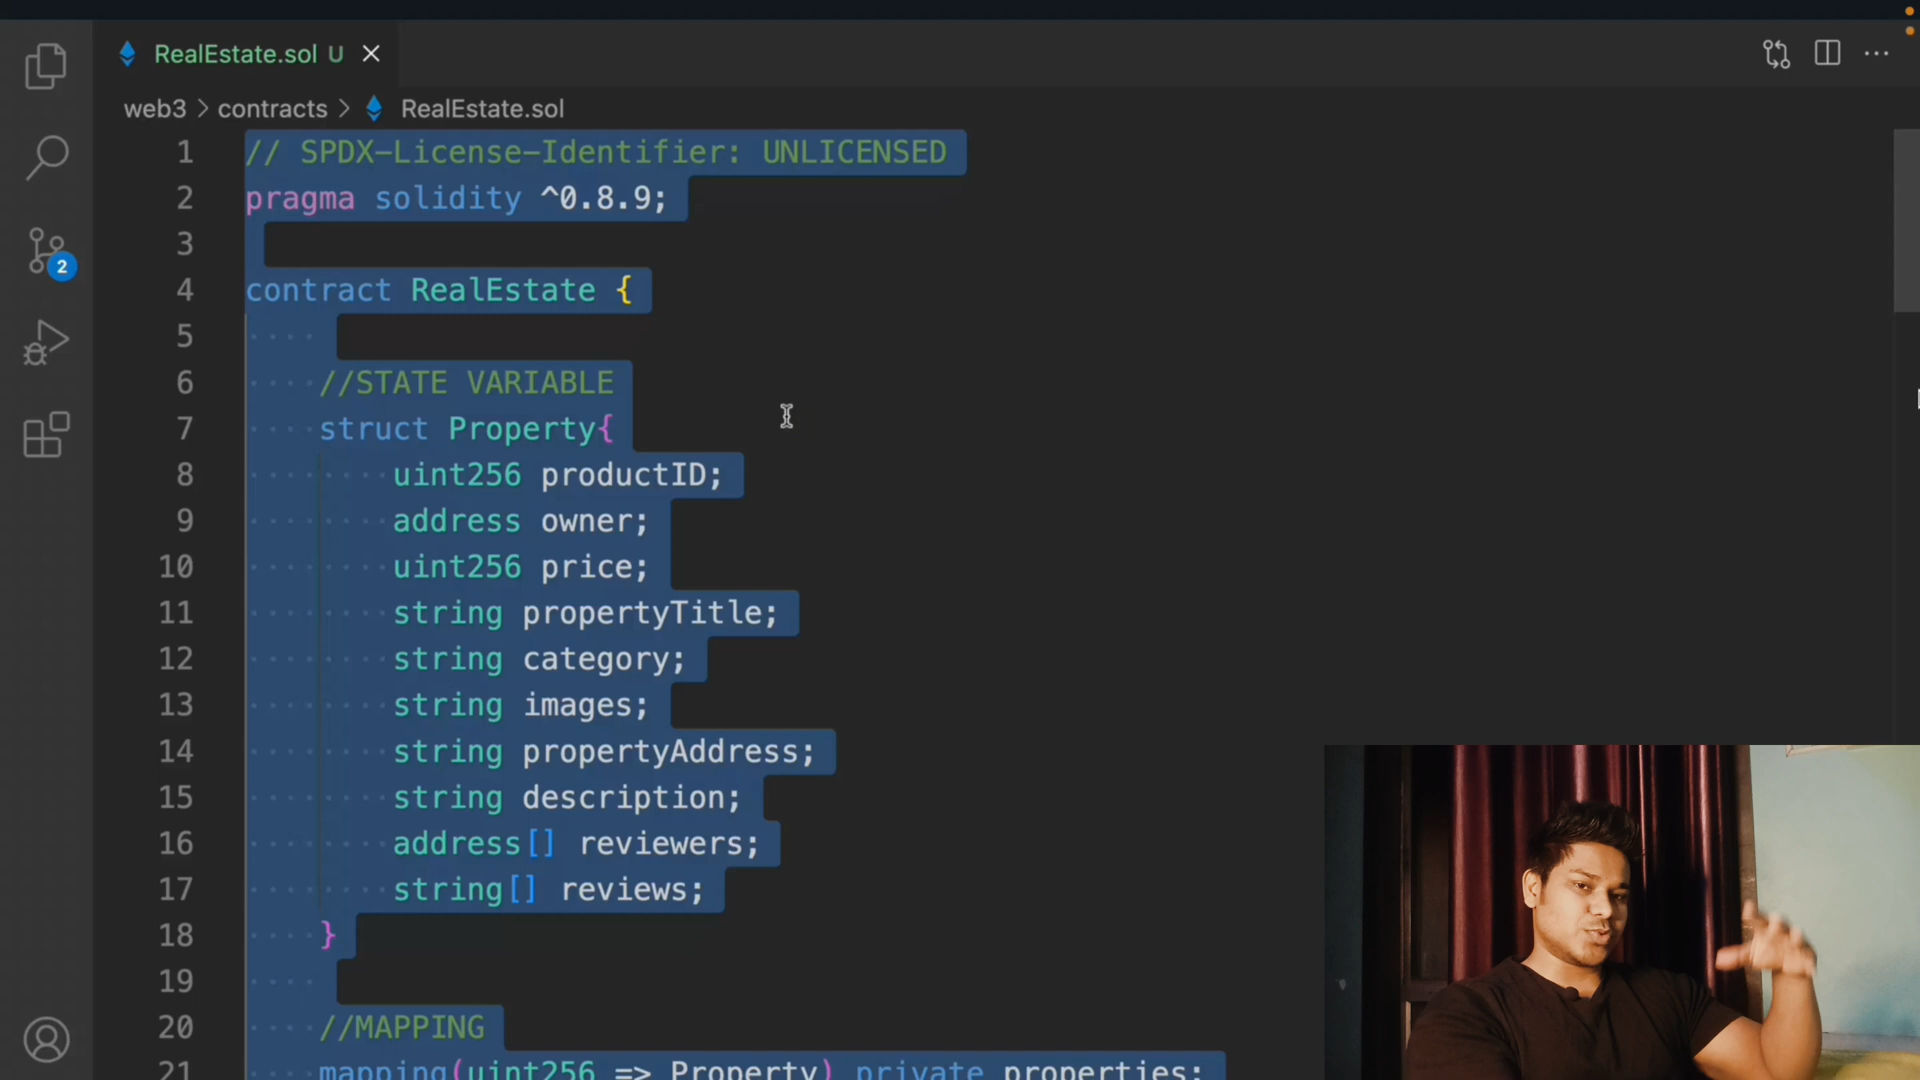 RealEstate.sol U
web3 > contracts > RealEstate.sol
1 // SPDX-License-Identifier: UNLICENSED
2 pragma solidity ^0.8.9;
3
4 contract RealEstate {
5
6 //STATE VARIABLE
7 struct Property{
8 uint256 productID;
9 address owner;
10 uint256 price;
11 string propertyTitle;
12 string category;
13 string images;
14 string propertyAddress;
15 string description;
16 address[] reviewers;
17 string[] reviews;
18 }
19
20 //MAPPING
21 mapping(uint256 => Property) private properties;
2